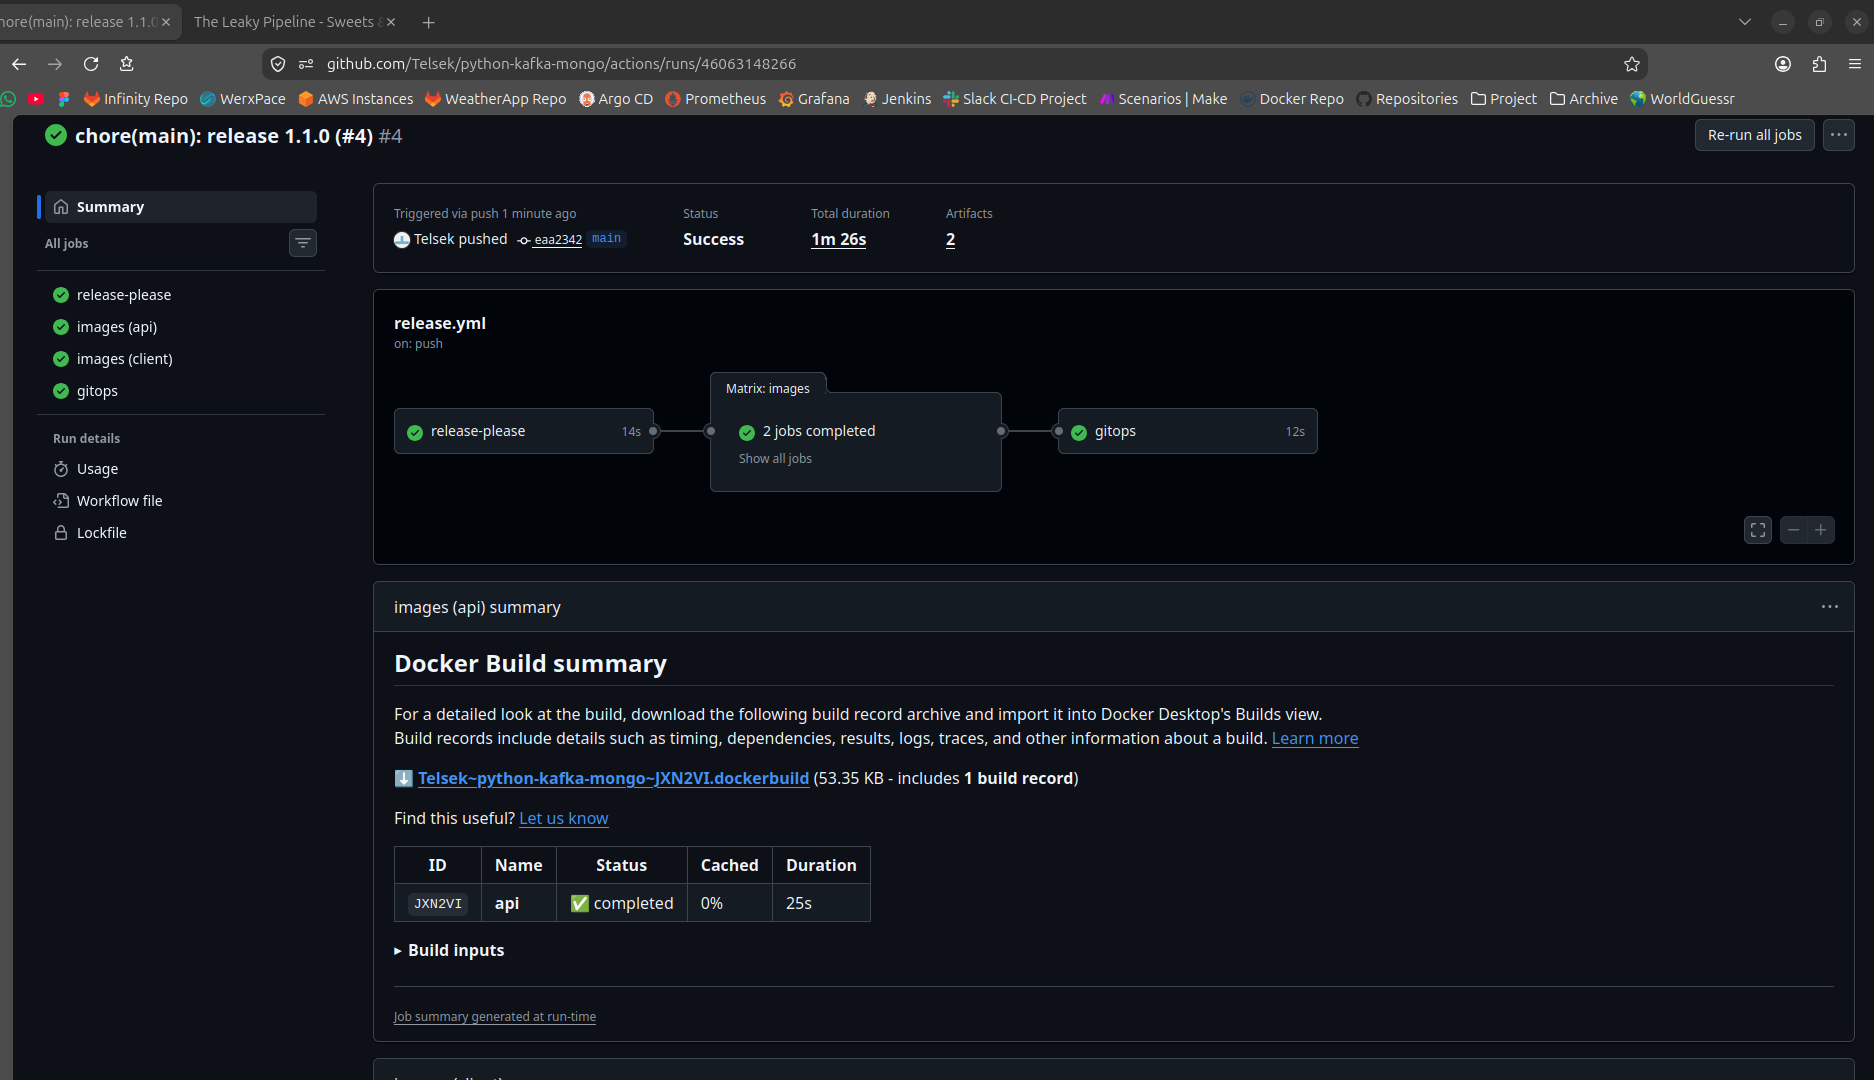 hore(main): release 1.1.0
The Leaky Pipeline - Sweets &
github.com/Telsek/python-kafka-mongo/actions/runs/46063148266
Infinity Repo WerxPace AWS Instances WeatherApp Repo Argo CD Prometheus Grafana Jenkins Slack CI-CD Project Scenarios | Make Docker Repo Repositories Project Archive WorldGuessr
chore(main): release 1.1.0 (#4) #4
Re-run all jobs
Summary
All jobs
release-please
images (api)
images (client)
gitops
Run details
Usage
Workflow file
Lockfile
Triggered via push 1 minute ago
Telsek pushed eaa2342 main
Status
Success
Total duration
1m 26s
Artifacts
2
release.yml
on: push
release-please 14s
Matrix: images
2 jobs completed
Show all jobs
gitops 12s
images (api) summary
Docker Build summary
For a detailed look at the build, download the following build record archive and import it into Docker Desktop's Builds view.
Build records include details such as timing, dependencies, results, logs, traces, and other information about a build. Learn more
Telsek~python-kafka-mongo~JXN2VI.dockerbuild (53.35 KB - includes 1 build record)
Find this useful? Let us know
ID Name Status Cached Duration
JXN2VI api completed 0% 25s
Build inputs
Job summary generated at run-time